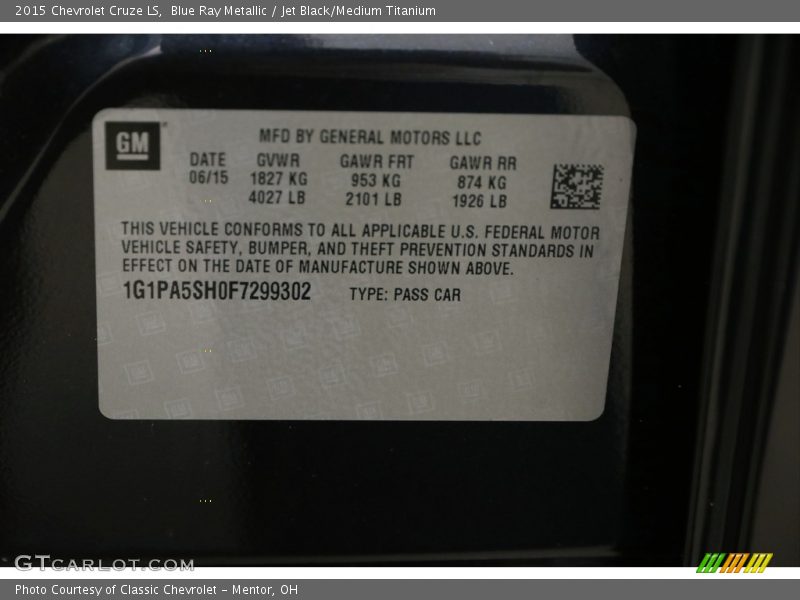 2015 Chevrolet Cruze LS, Blue Ray Metallic / Jet Black/Medium Titanium
GM
MFD BY GENERAL MOTORS LLC
DATE GVWR GAWR FRT GAWR RR
06/15 1827 KG 953 KG 874 KG
4027 LB 2101 LB 1926 LB
THIS VEHICLE CONFORMS TO ALL APPLICABLE U.S. FEDERAL MOTOR
VEHICLE SAFETY, BUMPER, AND THEFT PREVENTION STANDARDS IN
EFFECT ON THE DATE OF MANUFACTURE SHOWN ABOVE.
1G1PA5SH0F7299302 TYPE: PASS CAR
GTCARLOT.COM
Photo Courtesy of Classic Chevrolet - Mentor, OH